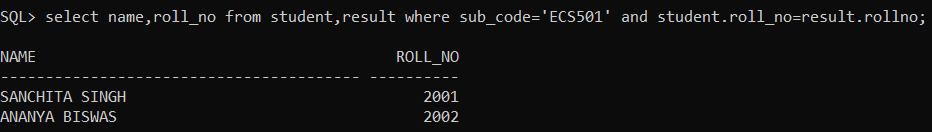 SQL> select name,roll_no from student,result where sub_code='ECS501' and student.roll_no=result.rollno;
NAME                                        ROLL_NO
---------------------------------------- ----------
SANCHITA SINGH                                 2001
ANANYA BISWAS                                  2002